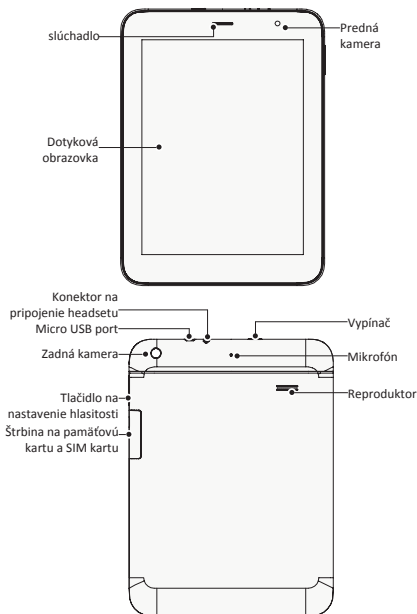 slúchadlo
Predná
kamera
Dotyková
obrazovka
Konektor na
pripojenie headsetu
Micro USB port
Vypínač
Zadná kamera
Mikrofón
Tlačidlo na
nastavenie hlasitosti
Reproduktor
Štrbina na pamäťovú
kartu a SIM kartu